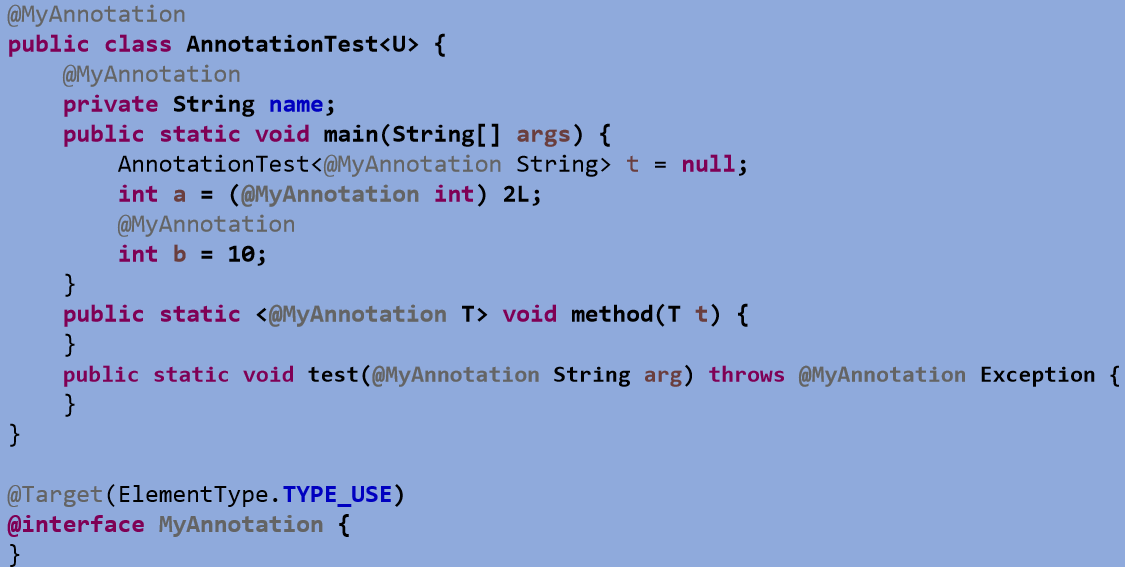 @MyAnnotation
public class AnnotationTest<U> {
    @MyAnnotation
    private String name;
    public static void main(String[] args) {
        AnnotationTest<@MyAnnotation String> t = null;
        int a = (@MyAnnotation int) 2L;
        @MyAnnotation
        int b = 10;
    }
    public static <@MyAnnotation T> void method(T t) {
    }
    public static void test(@MyAnnotation String arg) throws @MyAnnotation Exception {
    }
}

@Target(ElementType.TYPE_USE)
@interface MyAnnotation {
}